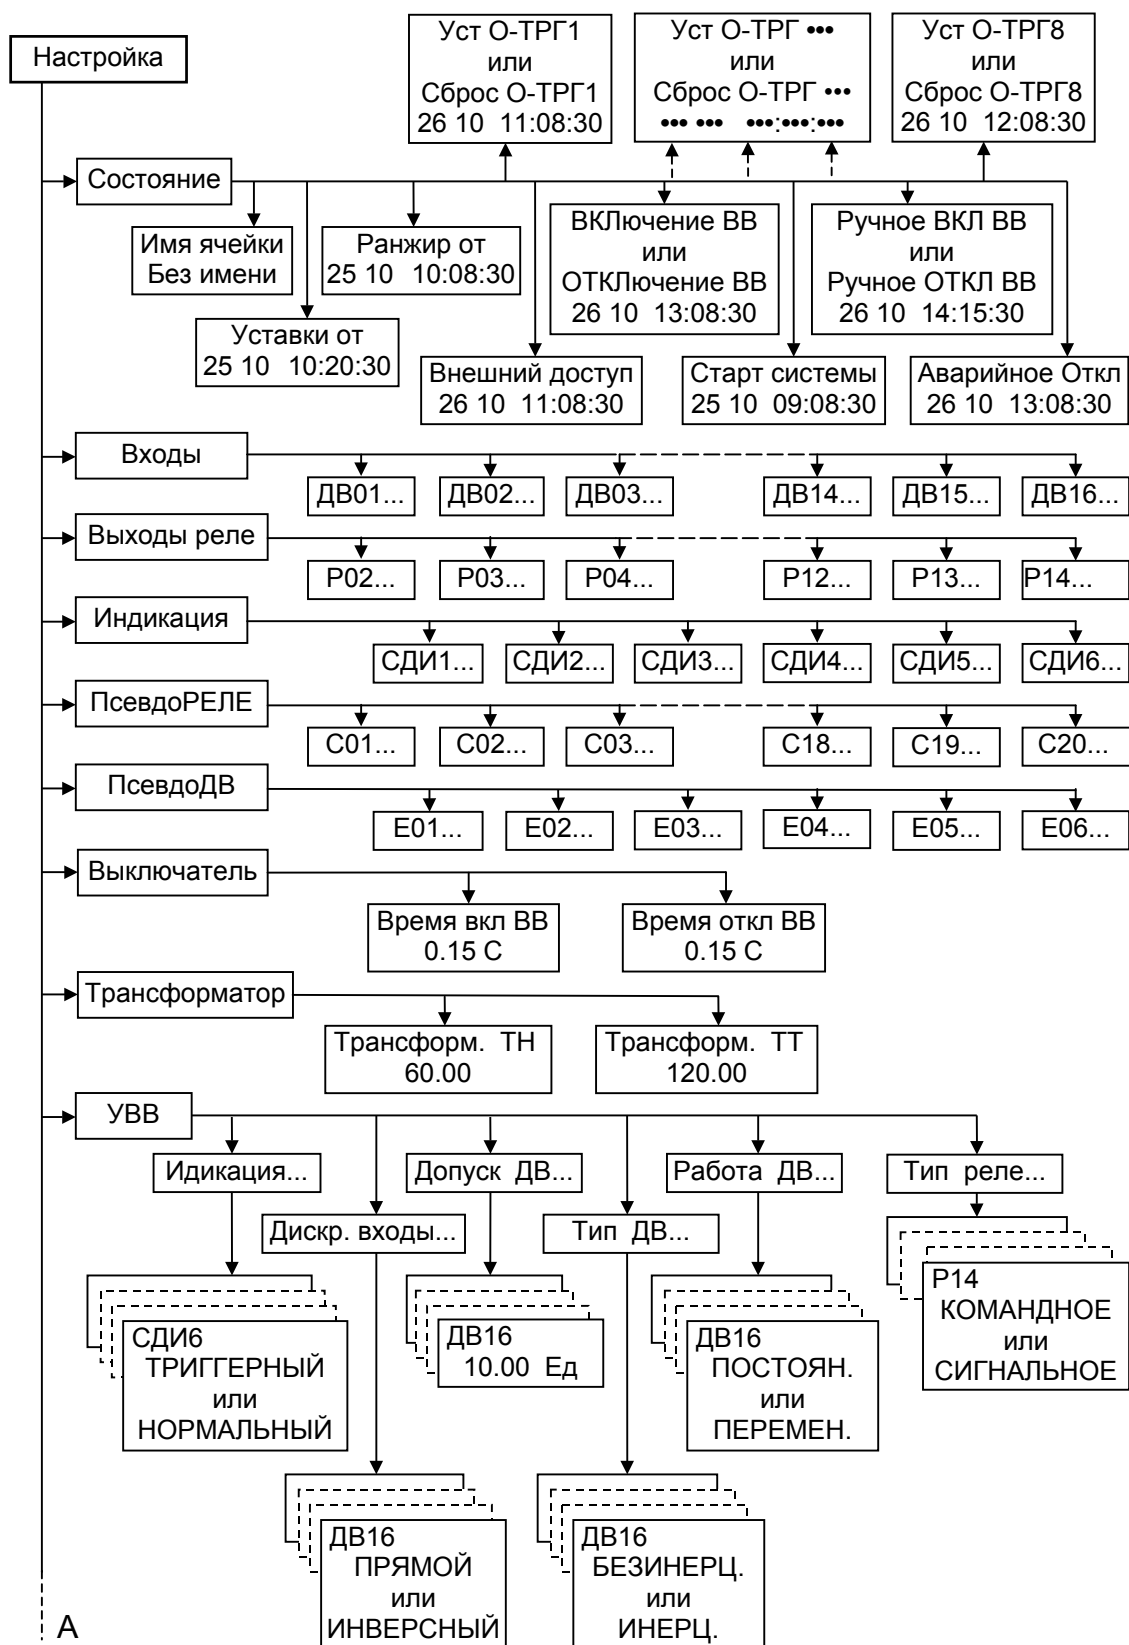 Настройка
Уст О-ТРГ1
или
Сброс О-ТРГ1
26 10 11:08:30
Уст О-ТРГ •••
или
Сброс О-ТРГ •••
••• ••• •••:•••:•••
Уст О-ТРГ8
или
Сброс О-ТРГ8
26 10 12:08:30
Состояние
Имя ячейки
Без имени
Ранжир от
25 10 10:08:30
ВКЛючение ВВ
или
ОТКЛючение ВВ
26 10 13:08:30
Ручное ВКЛ ВВ
или
Ручное ОТКЛ ВВ
26 10 14:15:30
Уставки от
25 10 10:20:30
Внешний доступ
26 10 11:08:30
Старт системы
25 10 09:08:30
Аварийное Откл
26 10 13:08:30
Входы
ДВ01...
ДВ02...
ДВ03...
ДВ14...
ДВ15...
ДВ16...
Выходы реле
Р02...
Р03...
Р04...
Р12...
Р13...
Р14...
Индикация
СДИ1...
СДИ2...
СДИ3...
СДИ4...
СДИ5...
СДИ6...
ПсевдоРЕЛЕ
С01...
С02...
С03...
С18...
С19...
С20...
ПсевдоДВ
Е01...
Е02...
Е03...
Е04...
Е05...
Е06...
Выключатель
Время вкл ВВ
0.15 С
Время откл ВВ
0.15 С
Трансформатор
Трансформ. ТН
60.00
Трансформ. ТТ
120.00
УВВ
Идикация...
Допуск ДВ...
Работа ДВ...
Тип реле...
Дискр. входы...
Тип ДВ...
СДИ6
ТРИГГЕРНЫЙ
или
НОРМАЛЬНЫЙ
ДВ16
10.00 Ед
ДВ16
ПОСТОЯН.
или
ПЕРЕМЕН.
Р14
КОМАНДНОЕ
или
СИГНАЛЬНОЕ
ДВ16
ПРЯМОЙ
или
ИНВЕРСНЫЙ
ДВ16
БЕЗИНЕРЦ.
или
ИНЕРЦ.
А